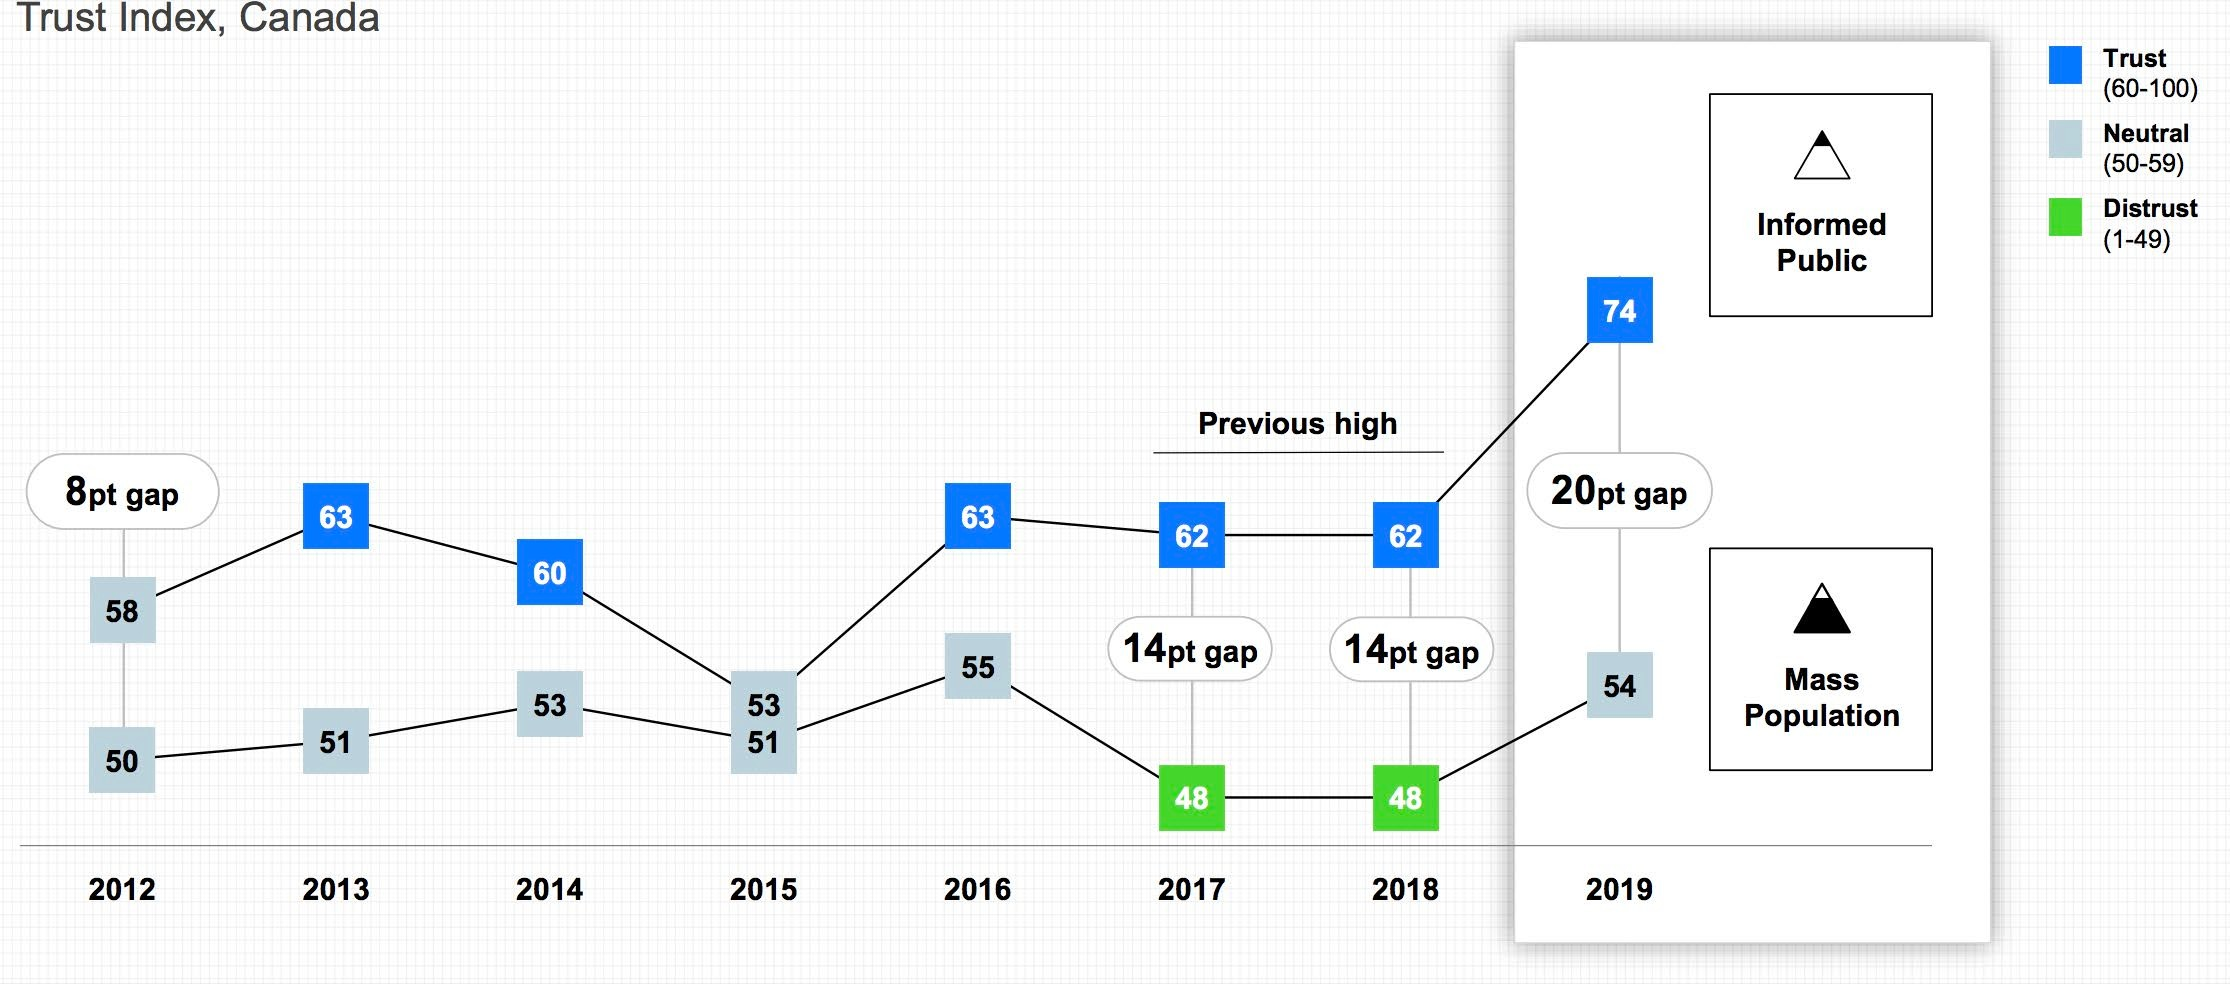 Trust Index, Canada
Trust
(60-100)
Neutral
(50-59)
Distrust
(1-49)
Informed
Public
74
Previous high
8pt gap
20pt gap
63
63
62
62
60
58
14pt gap
14pt gap
55
54
53
53
51
51
50
48
48
Mass
Population
2012 2013 2014 2015 2016 2017 2018 2019